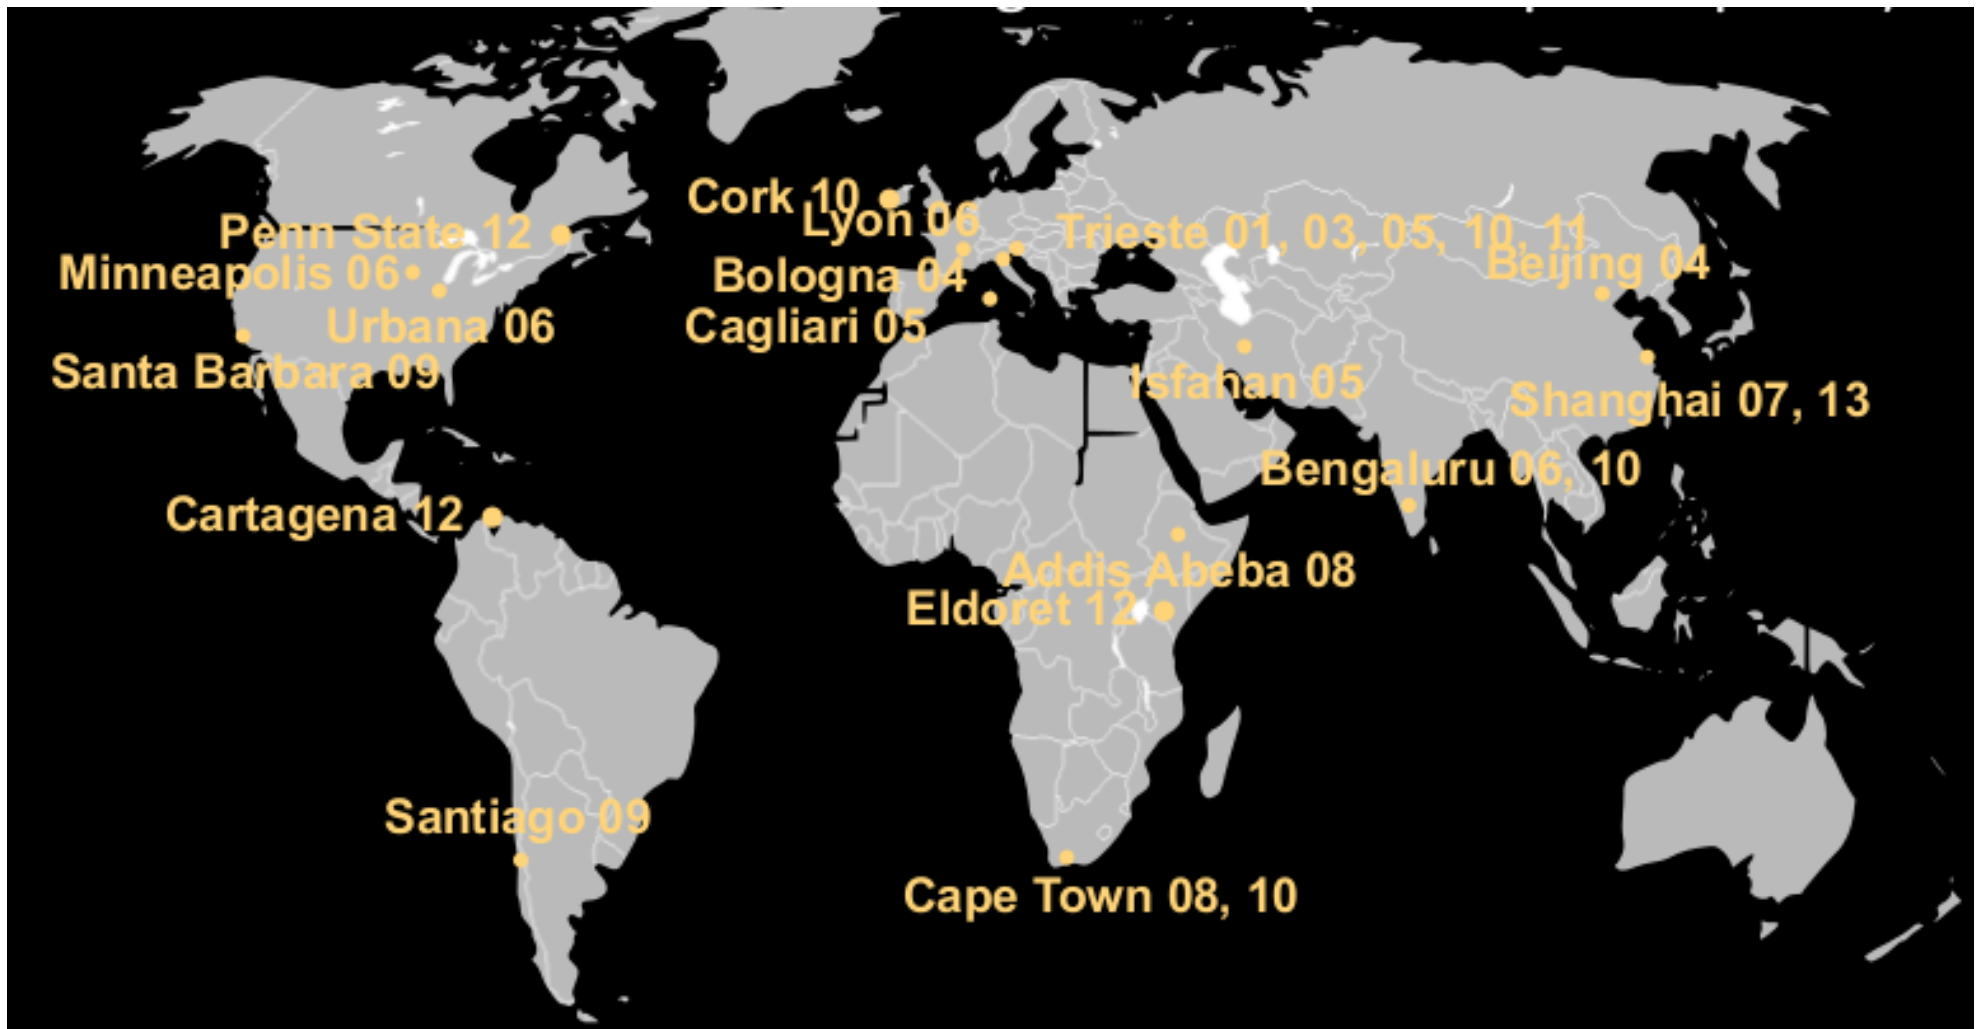 Cork 10
Lyon 06
Penn State 12
Trieste 01, 03, 05, 10, 11
Minneapolis 06
Bologna 04
Beijing 04
Urbana 06
Cagliari 05
Santa Barbara 09
Isfahan 05
Shanghai 07, 13
Bengaluru 06, 10
Cartagena 12
Addis Abeba 08
Eldoret 12
Santiago 09
Cape Town 08, 10